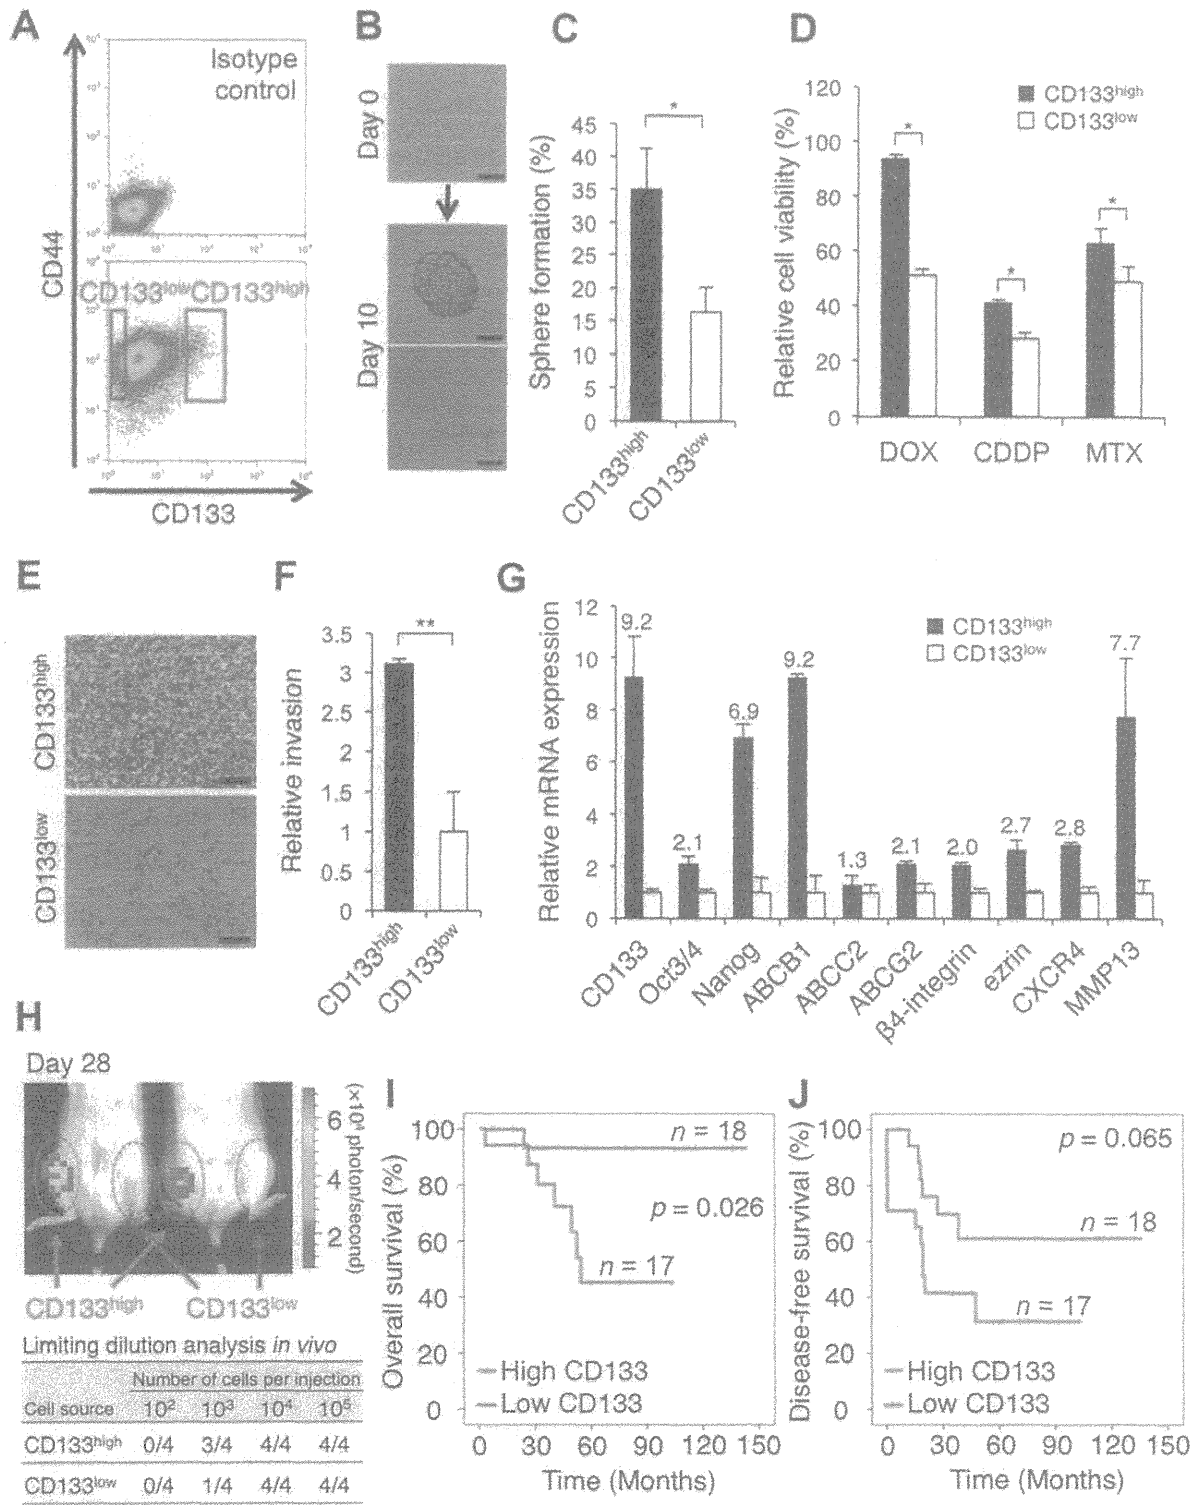 A
Isotype
control
CD44
CD133low CD133high
CD133
B
Day 0
Day 10
C
Sphere formation (%)
45
40
35
30
25
20
15
10
5
0
*
CD133high
CD133low
D
Relative cell viability (%)
120
100
80
60
40
20
0
CD133high
CD133low
*
*
*
DOX CDDP MTX
E
CD133high
CD133low
F
Relative invasion
3.5
3
2.5
2
1.5
1
0.5
0
**
CD133high
CD133low
G
Relative mRNA expression
12
10
8
6
4
2
0
CD133high
CD133low
9.2
2.1
6.9
9.2
1.3
2.1
2.0
2.7
2.8
7.7
CD133
Oct3/4
Nanog
ABCB1
ABCC2
ABCG2
β4-integrin
ezrin
CXCR4
MMP13
H
Day 28
6
4
2
(×10⁴ photon/second)
CD133high CD133low
Limiting dilution analysis in vivo
Number of cells per injection
Cell source 10² 10³ 10⁴ 10⁵
CD133high 0/4 3/4 4/4 4/4
CD133low 0/4 1/4 4/4 4/4
I
Overall survival (%)
100
80
60
40
20
0
n = 18
p = 0.026
n = 17
High CD133
Low CD133
0 30 60 90 120 150
Time (Months)
J
Disease-free survival (%)
100
80
60
40
20
0
p = 0.065
n = 18
n = 17
High CD133
Low CD133
0 30 60 90 120 150
Time (Months)